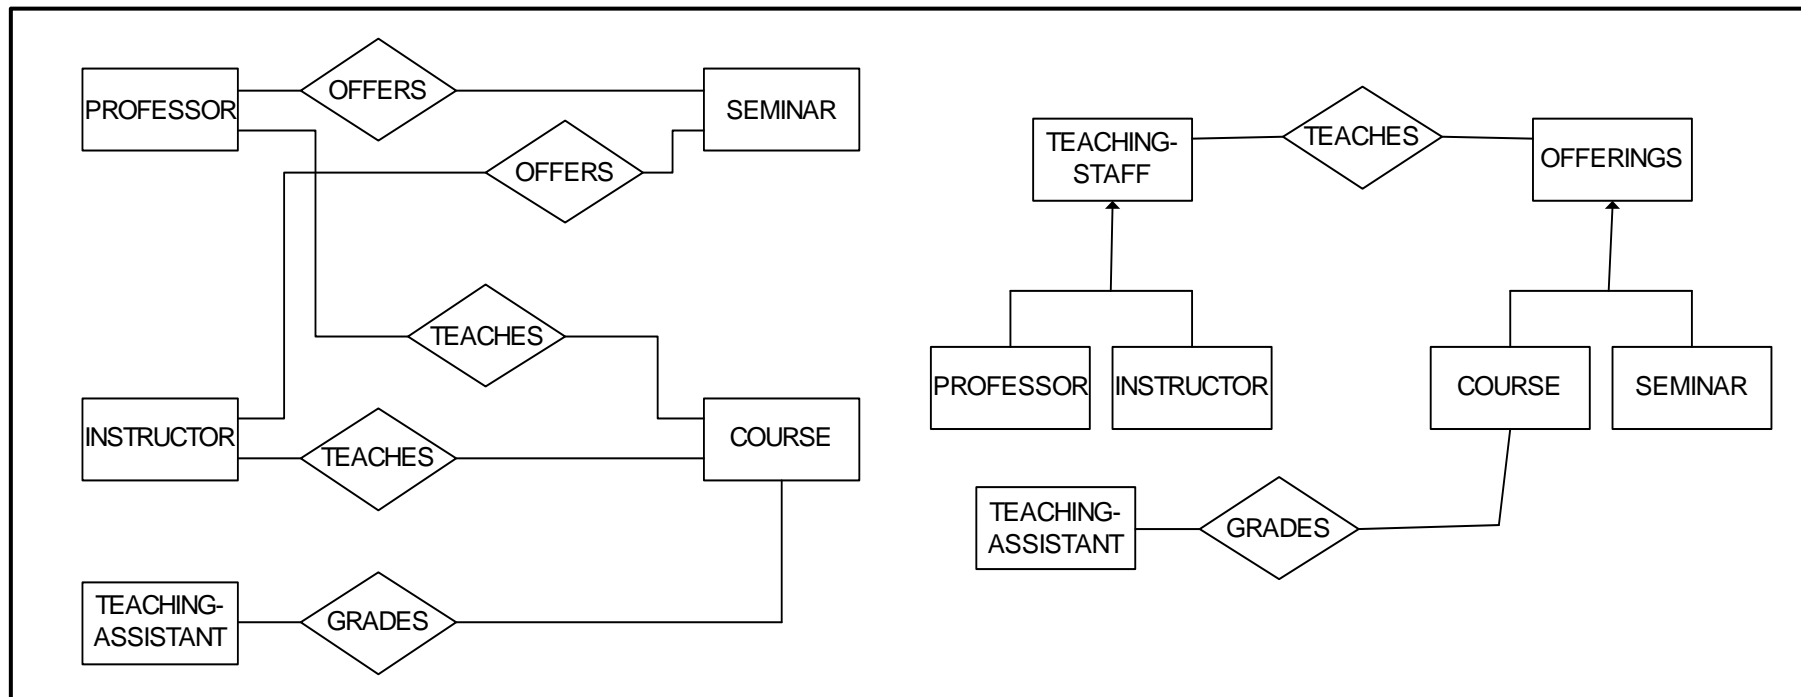 PROFESSOR
OFFERS
SEMINAR
OFFERS
TEACHES
INSTRUCTOR
TEACHES
COURSE
TEACHING-
ASSISTANT
GRADES
TEACHING-
STAFF
TEACHES
OFFERINGS
PROFESSOR
INSTRUCTOR
COURSE
SEMINAR
TEACHING-
ASSISTANT
GRADES